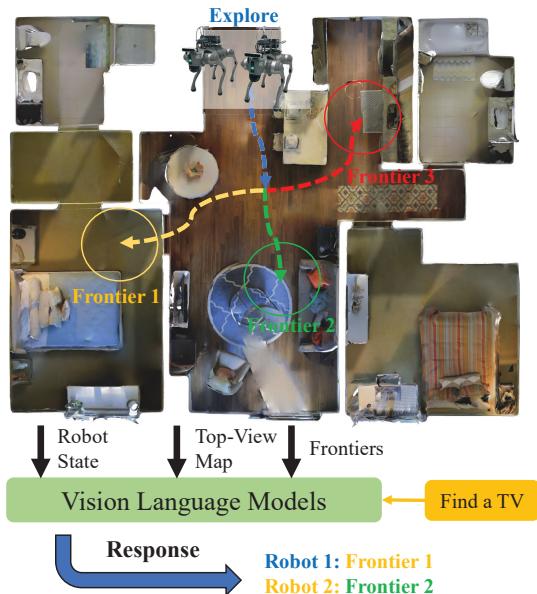 Explore
Frontier 3
Frontier 1
Frontier 2
Robot
State
Top-View
Map
Frontiers
Vision Language Models
Find a TV
Response
Robot 1: Frontier 1
Robot 2: Frontier 2